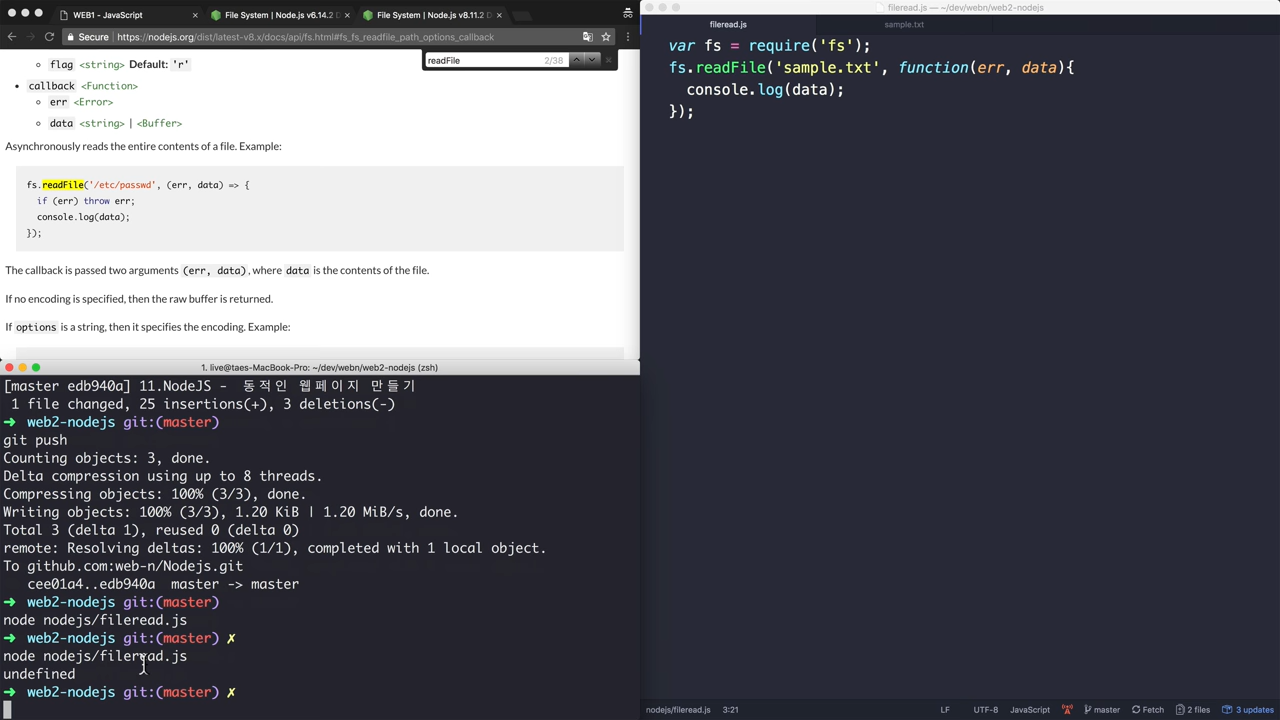 WEB1 - JavaScript
File System | Node.js v6.14.2 D
File System | Node.js v8.11.2 D
Secure
https://nodejs.org/dist/latest-v8.x/docs/api/fs.html#fs_fs_readfile_path_options_callback
readFile
2/38
flag <string> Default: 'r'
callback <Function>
err <Error>
data <string> | <Buffer>
Asynchronously reads the entire contents of a file. Example:
fs.readFile('/etc/passwd', (err, data) => {
if (err) throw err;
console.log(data);
});
The callback is passed two arguments (err, data), where data is the contents of the file.
If no encoding is specified, then the raw buffer is returned.
If options is a string, then it specifies the encoding. Example:
1. live@taes-MacBook-Pro: ~/dev/webn/web2-nodejs (zsh)
[master edb940a] 11.NodeJS - 동적인 웹페이지 만들기
1 file changed, 25 insertions(+), 3 deletions(-)
➜ web2-nodejs git:(master)
git push
Counting objects: 3, done.
Delta compression using up to 8 threads.
Compressing objects: 100% (3/3), done.
Writing objects: 100% (3/3), 1.20 KiB | 1.20 MiB/s, done.
Total 3 (delta 1), reused 0 (delta 0)
remote: Resolving deltas: 100% (1/1), completed with 1 local object.
To github.com:web-n/Nodejs.git
cee01a4..edb940a master -> master
➜ web2-nodejs git:(master)
node nodejs/fileread.js
➜ web2-nodejs git:(master) ✗
node nodejs/fileread.js
undefined
➜ web2-nodejs git:(master) ✗
fileread.js — ~/dev/webn/web2-nodejs
fileread.js
sample.txt
var fs = require('fs');
fs.readFile('sample.txt', function(err, data){
console.log(data);
});
nodejs/fileread.js 3:21
LF UTF-8 JavaScript master Fetch 2 files 3 updates